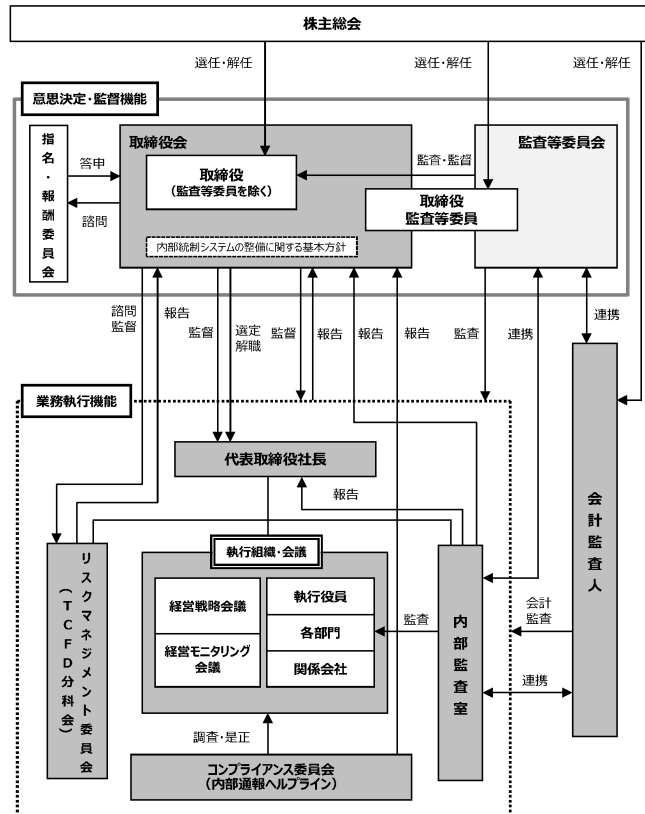 株主総会
選任・解任
選任・解任
選任・解任
意思決定・監督機能
指名・報酬委員会
答申
諮問
取締役会
取締役
（監査等委員を除く）
内部統制システムの整備に関する基本方針
監査・監督
監査等委員会
取締役
監査等委員
諮問
監督
報告
監督
選定
解職
監督
報告
報告
報告
監査
連携
連携
業務執行機能
代表取締役社長
報告
執行組織・会議
経営戦略会議
経営モニタリング
会議
執行役員
各部門
関係会社
監査
内部監査室
会計監査人
会計
監査
連携
リスクマネジメント委員会
（TCFD分科会）
調査・是正
コンプライアンス委員会
（内部通報ヘルプライン）